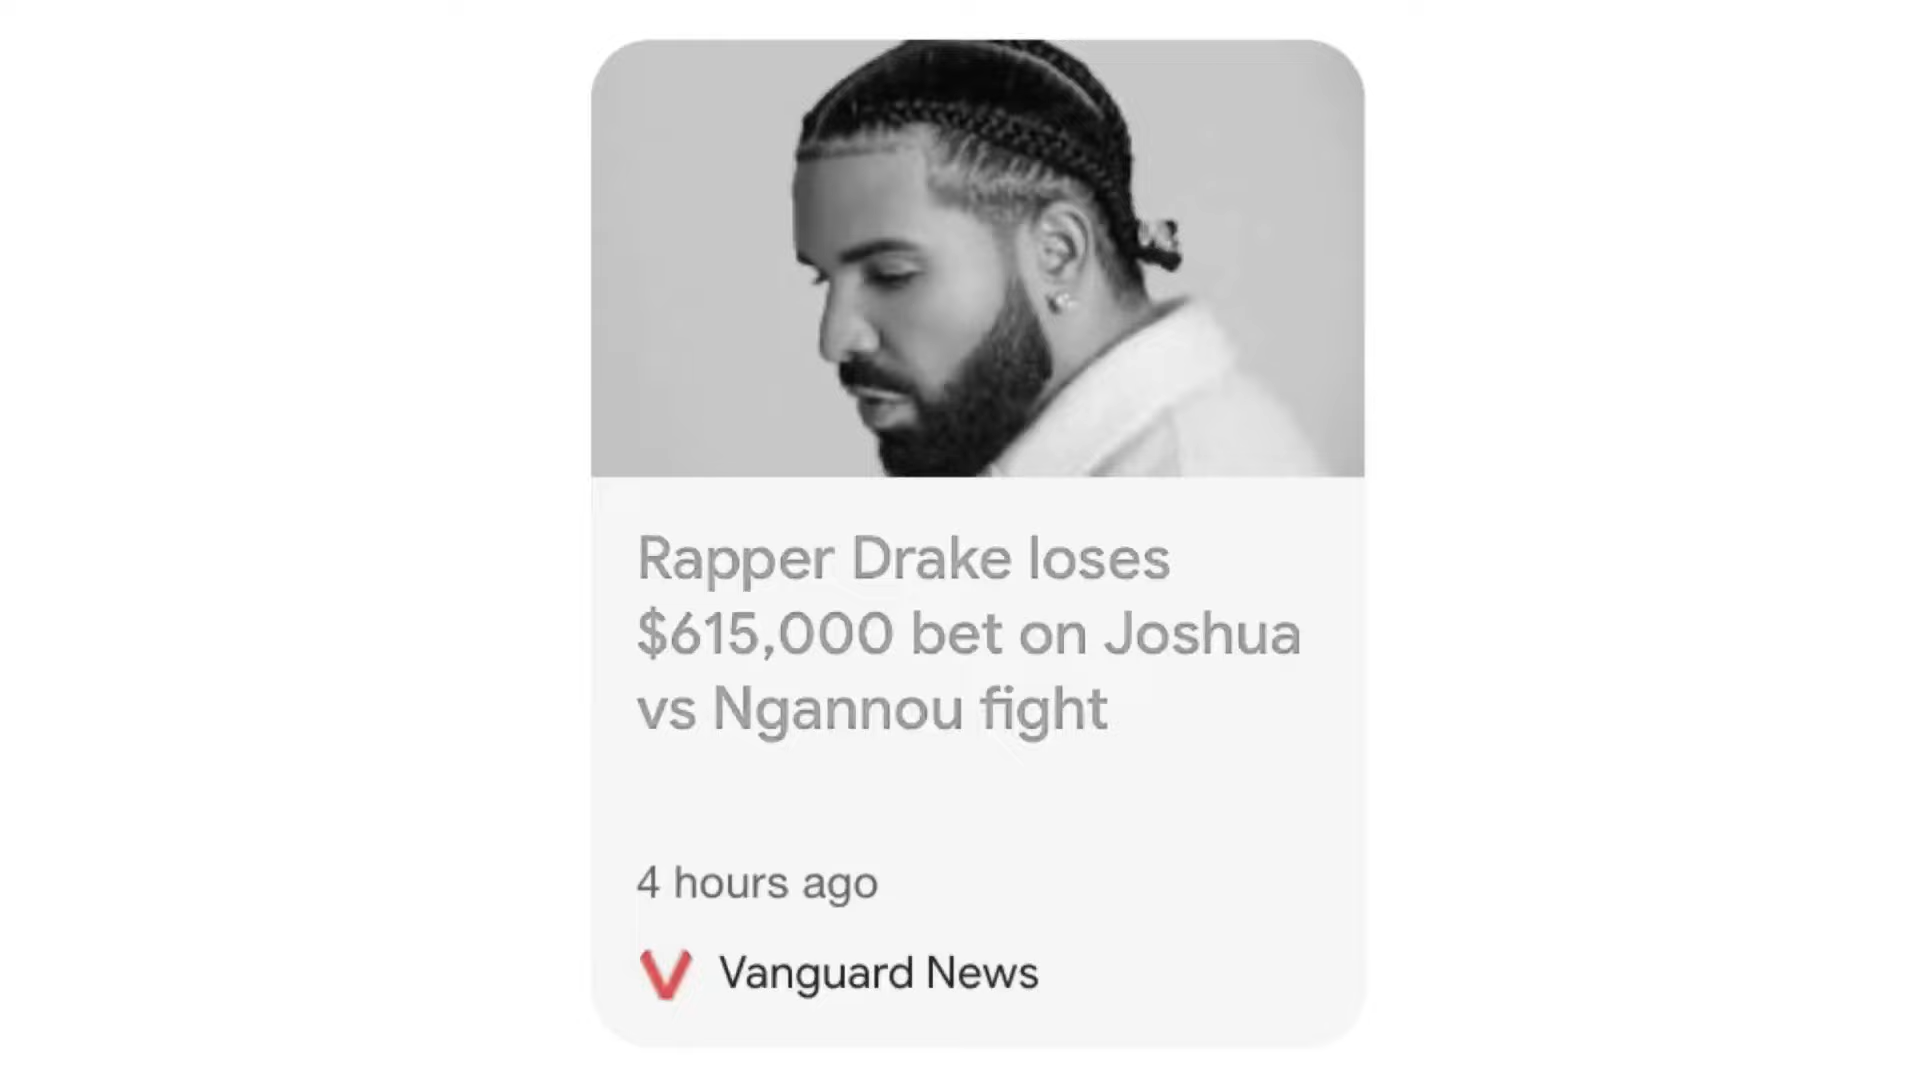 Rapper Drake loses
$615,000 bet on Joshua
vs Ngannou fight
4 hours ago
Vanguard News